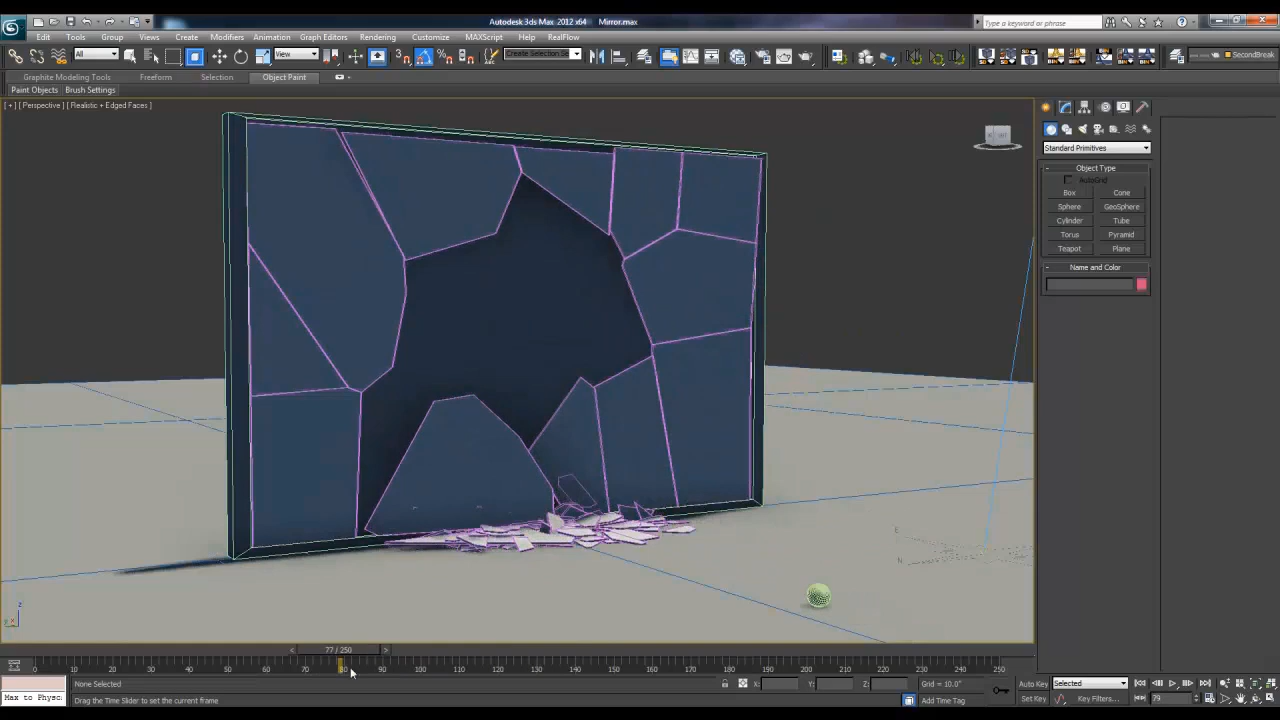 Autodesk 3ds Max 2012 x64 Mirror.max
Type a keyword or phrase
Edit Tools Group Views Create Modifiers Animation Graph Editors Rendering Customize MAXScript Help RealFlow
All View Create Selection Se SecondBreak
Graphite Modeling Tools Freeform Selection Object Paint
Paint Objects Brush Settings
[ + ] [ Perspective ] [ Realistic + Edged Faces ]
Standard Primitives
- Object Type
AutoGrid
Box Cone
Sphere GeoSphere
Cylinder Tube
Torus Pyramid
Teapot Plane
- Name and Color
z
< 77 / 250 >
0 10 20 30 40 50 60 70 80 90 100 110 120 130 140 150 160 170 180 190 200 210 220 230 240 250
None Selected X: Y: Z: Grid = 10.0" Auto Key Selected
Max to Physc Drag the Time Slider to set the current frame Add Time Tag Set Key Key Filters... 79